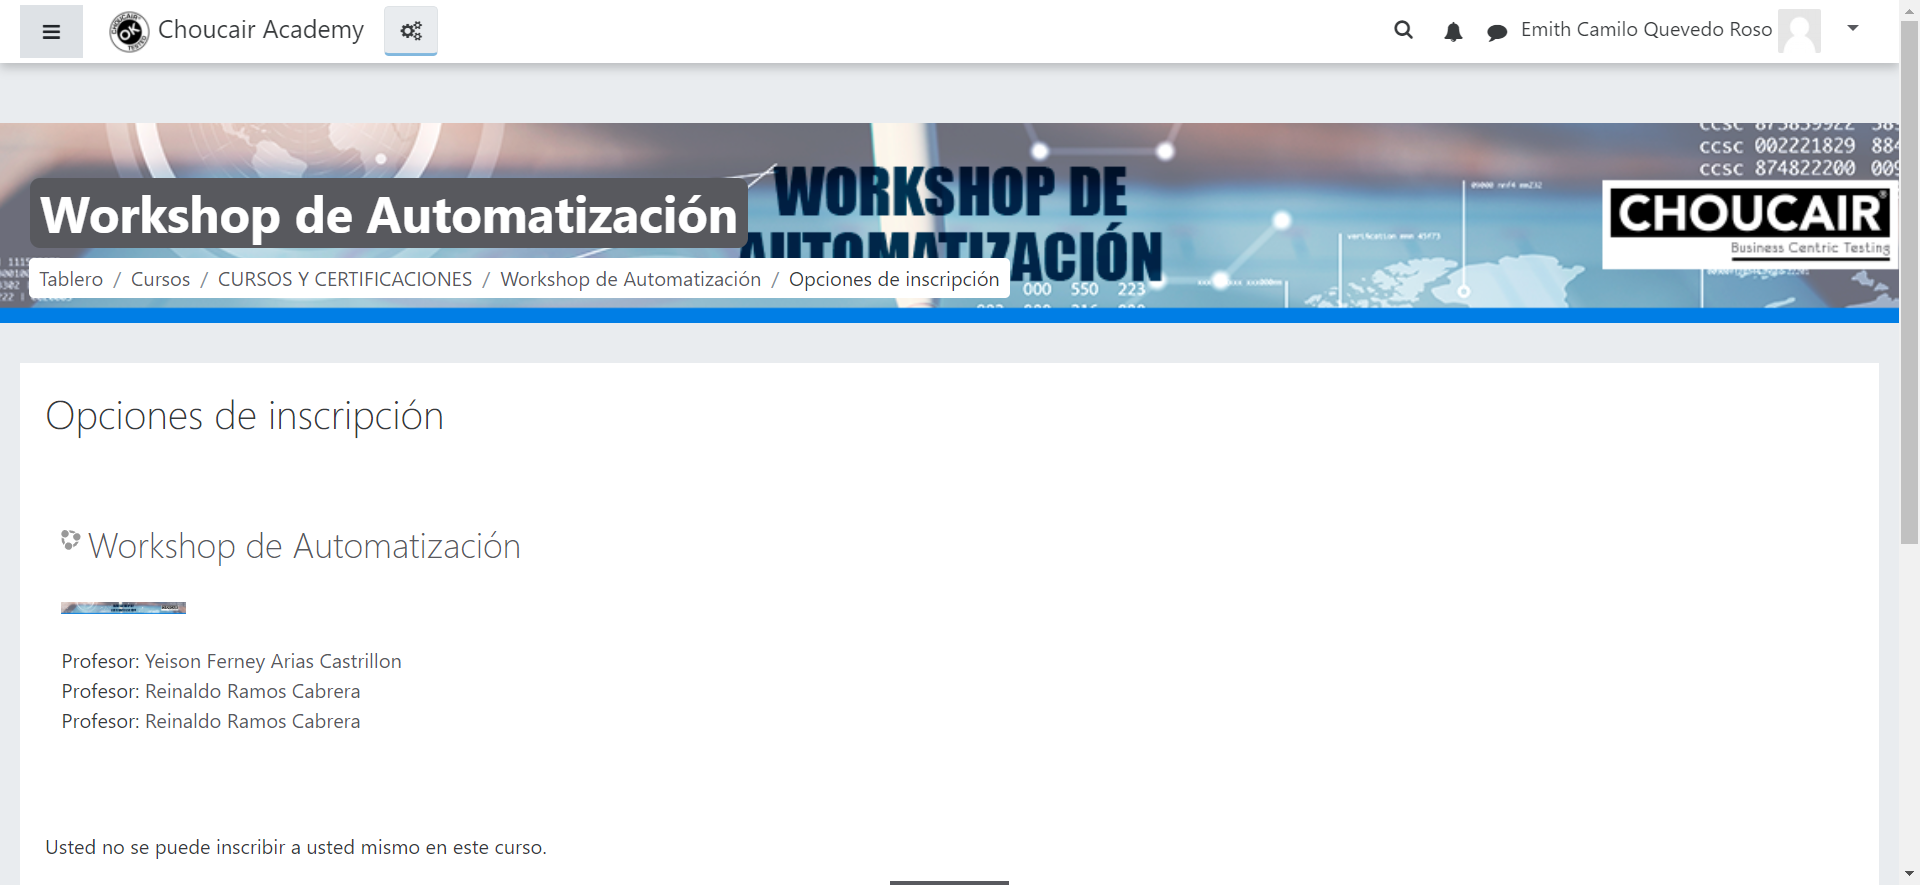 Choucair Academy
Emith Camilo Quevedo Roso
ccsc 002221829 884
ccsc 874822200 009
WORKSHOP DE
AUTOMATIZACIÓN
CHOUCAIR
Business Centric Testing
000 550 223
Workshop de Automatización
Tablero / Cursos / CURSOS Y CERTIFICACIONES / Workshop de Automatización / Opciones de inscripción
Opciones de inscripción
Workshop de Automatización
Profesor: Yeison Ferney Arias Castrillon
Profesor: Reinaldo Ramos Cabrera
Profesor: Reinaldo Ramos Cabrera
Usted no se puede inscribir a usted mismo en este curso.